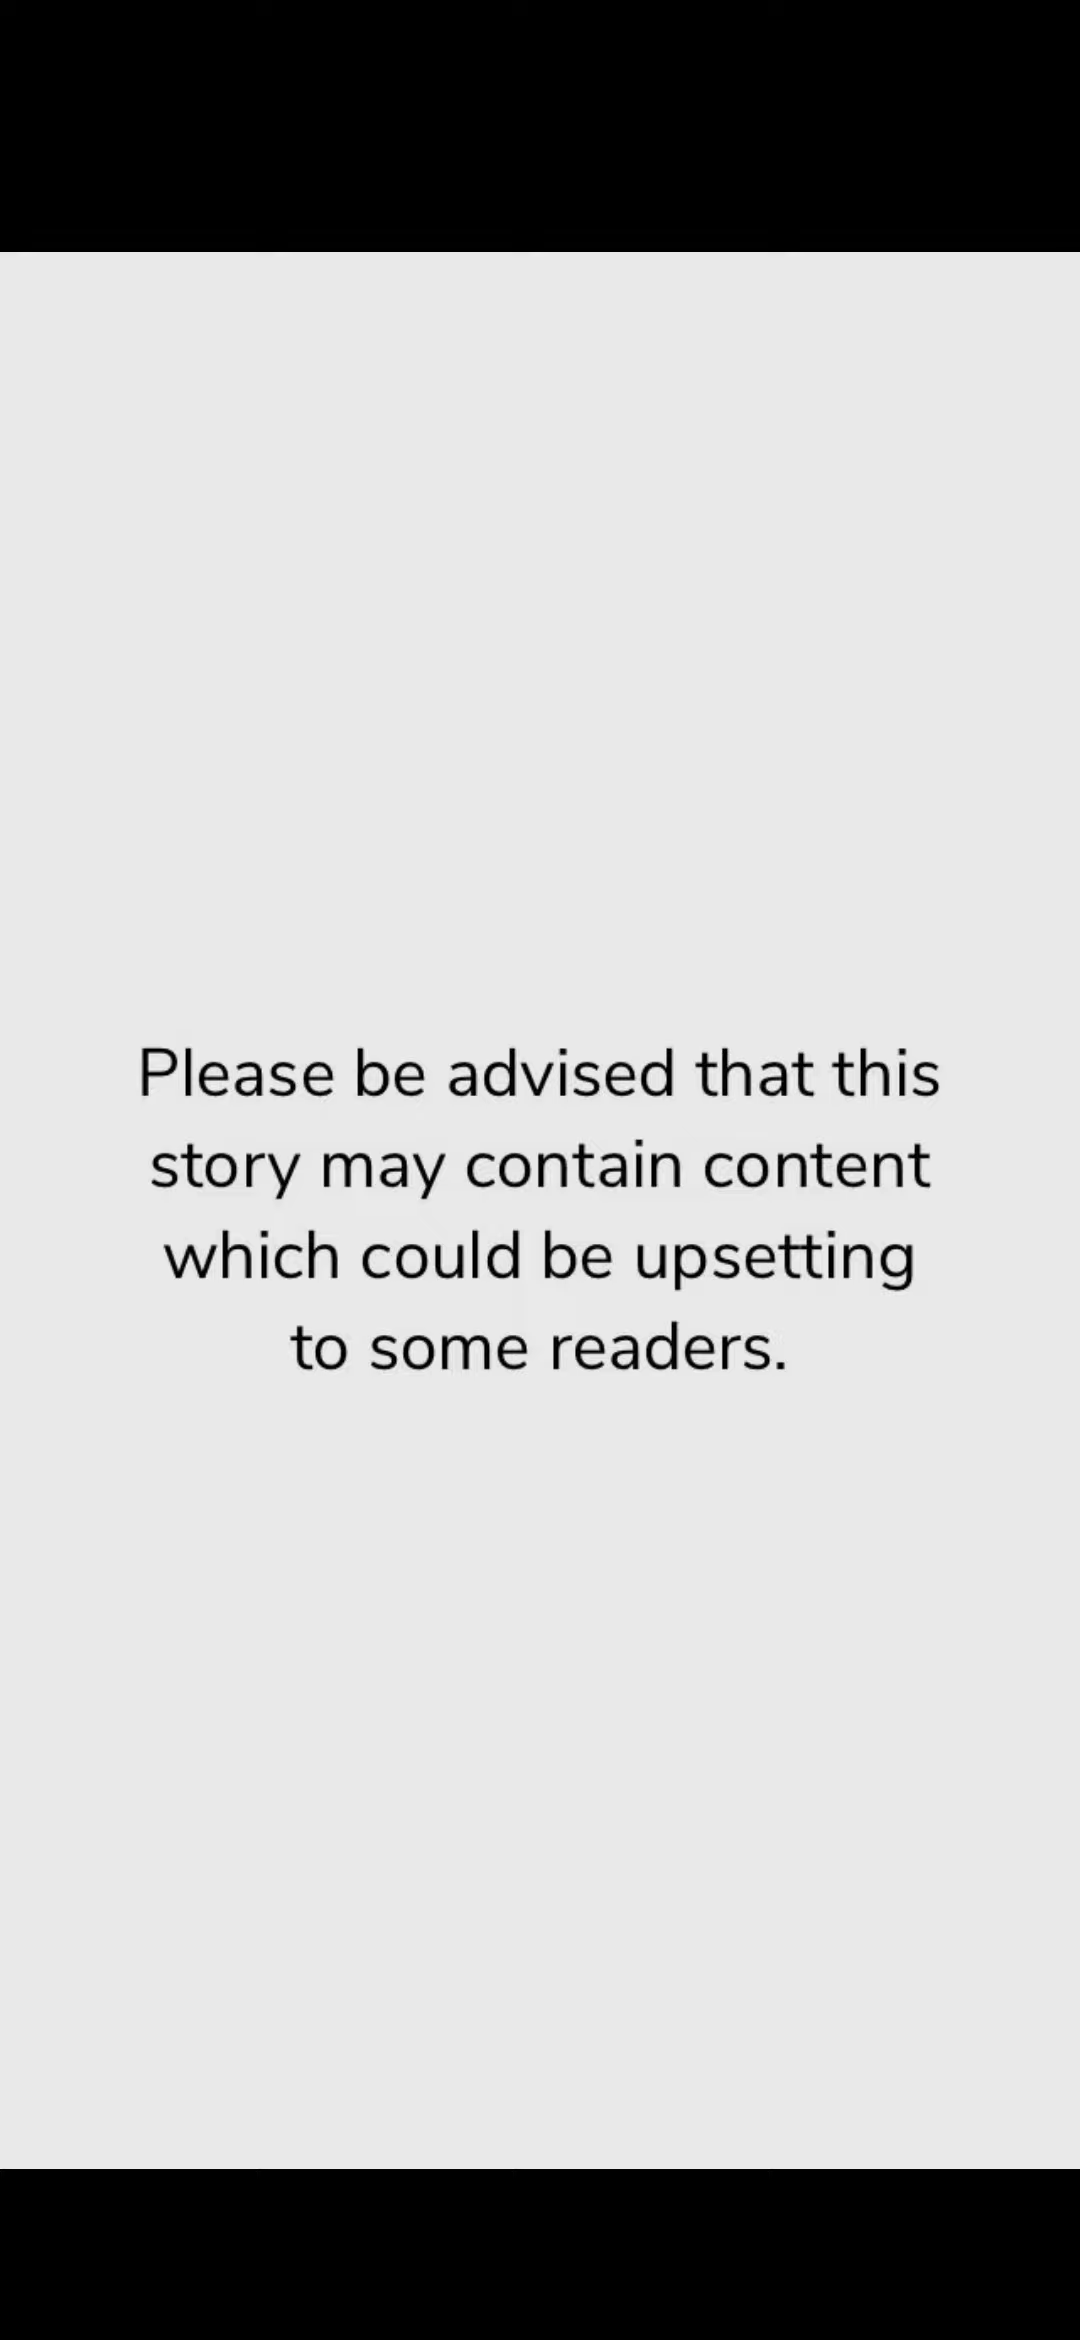 Please be advised that this
story may contain content
which could be upsetting
to some readers.